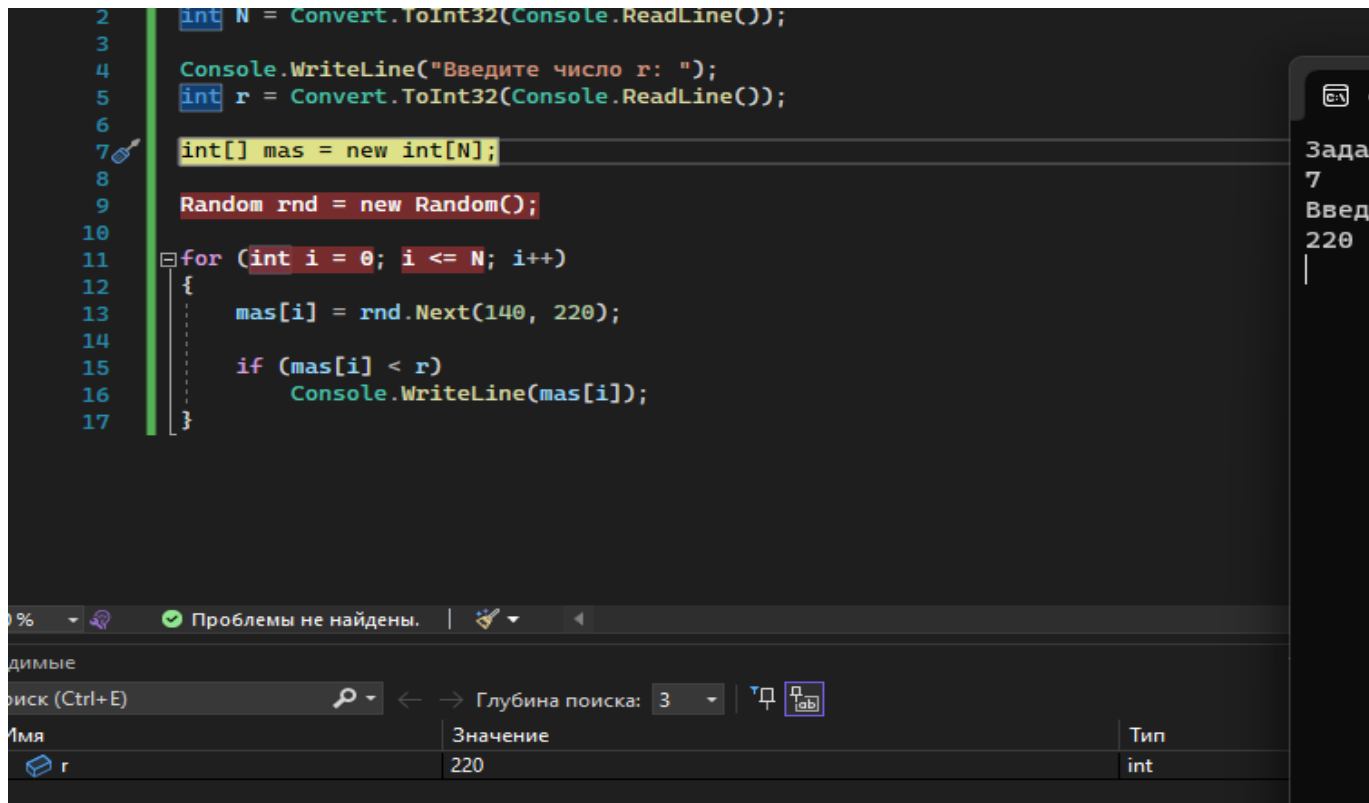 2 int N = Convert.ToInt32(Console.ReadLine());
3
4 Console.WriteLine("Введите число r: ");
5 int r = Convert.ToInt32(Console.ReadLine());
6
7 int[] mas = new int[N];
8
9 Random rnd = new Random();
10
11 for (int i = 0; i <= N; i++)
12 {
13 mas[i] = rnd.Next(140, 220);
14
15 if (mas[i] < r)
16 Console.WriteLine(mas[i]);
17 }
Зада
7
Введ
220
% Проблемы не найдены.
димые
оиск (Ctrl+E) Глубина поиска: 3
Имя Значение Тип
r 220 int